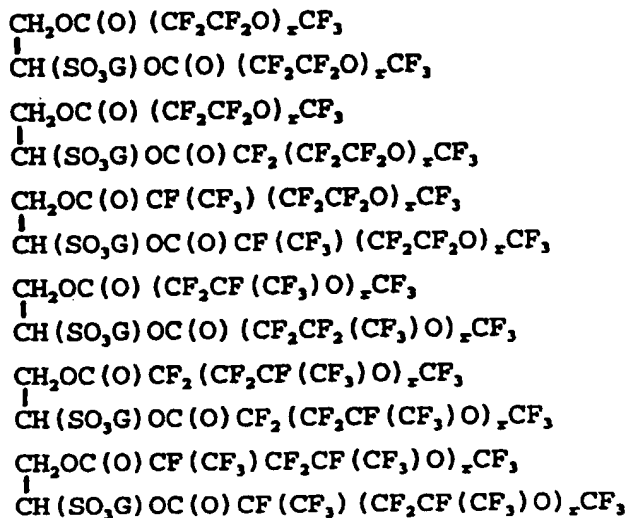 CH₂OC(O) (CF₂CF₂O)ₓCF₃
CH(SO₃G)OC(O) (CF₂CF₂O)ₓCF₃
CH₂OC(O) (CF₂CF₂O)ₓCF₃
CH(SO₃G)OC(O)CF₂(CF₂CF₂O)ₓCF₃
CH₂OC(O)CF(CF₃) (CF₂CF₂O)ₓCF₃
CH(SO₃G)OC(O)CF(CF₃) (CF₂CF₂O)ₓCF₃
CH₂OC(O) (CF₂CF(CF₃)O)ₓCF₃
CH(SO₃G)OC(O) (CF₂CF₂(CF₃)O)ₓCF₃
CH₂OC(O)CF₂(CF₂CF(CF₃)O)ₓCF₃
CH(SO₃G)OC(O)CF₂(CF₂CF(CF₃)O)ₓCF₃
CH₂OC(O)CF(CF₃)CF₂CF(CF₃)O)ₓCF₃
CH(SO₃G)OC(O)CF(CF₃) (CF₂CF(CF₃)O)ₓCF₃